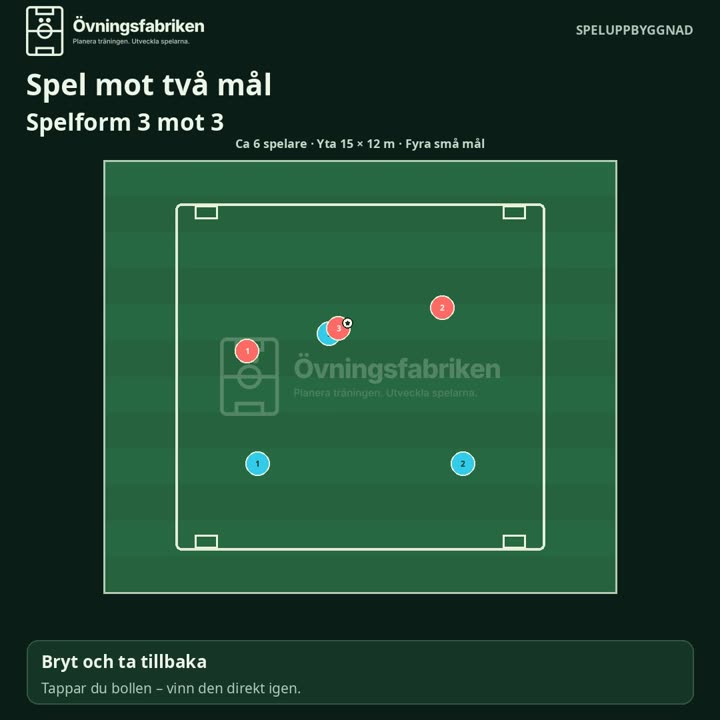 Övningsfabriken
Planera träningen. Utveckla spelarna.
SPELUPPBYGGNAD
Spel mot två mål
Spelform 3 mot 3
Ca 6 spelare · Yta 15 × 12 m · Fyra små mål
2
3
1
Övningsfabriken
Planera träningen. Utveckla spelarna.
1
2
Bryt och ta tillbaka
Tappar du bollen – vinn den direkt igen.